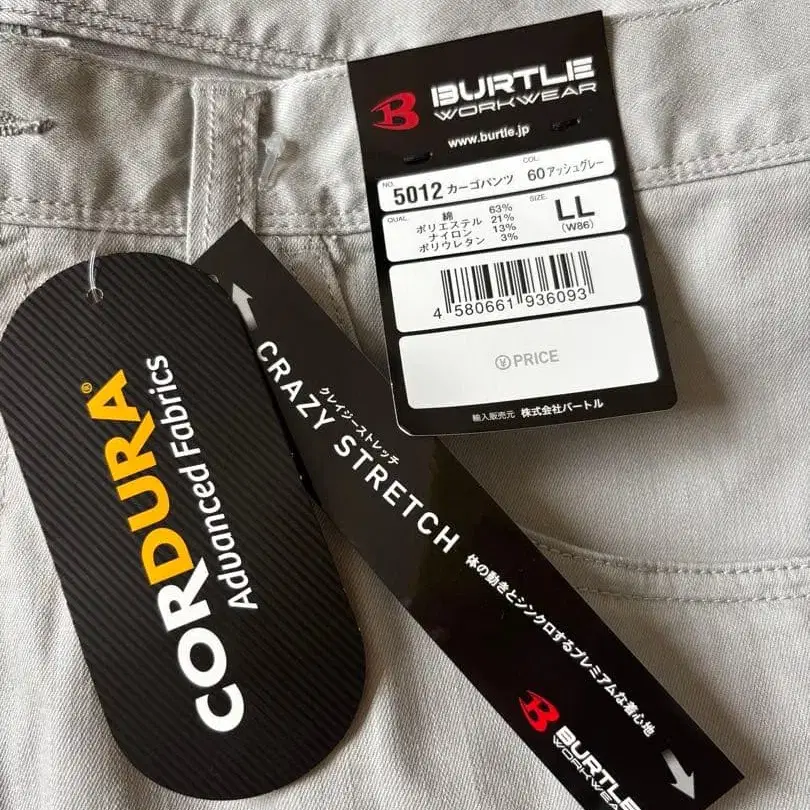 BURTLE
WORKWEAR
www.burtle.jp
NO. 5012 カーゴパンツ
COL. 60アッシュグレー
QUAL. 綿 63%
ポリエステル 21%
ナイロン 13%
ポリウレタン 3%
SIZE. LL
(W86)
4 580661 936093
¥PRICE
輸入販売元 株式会社バートル
CORDURA®
Advanced Fabrics
クレイジーストレッチ
CRAZY STRETCH
体の動きとシンクロするプレミアムな着心地
BURTLE
WORKWEAR